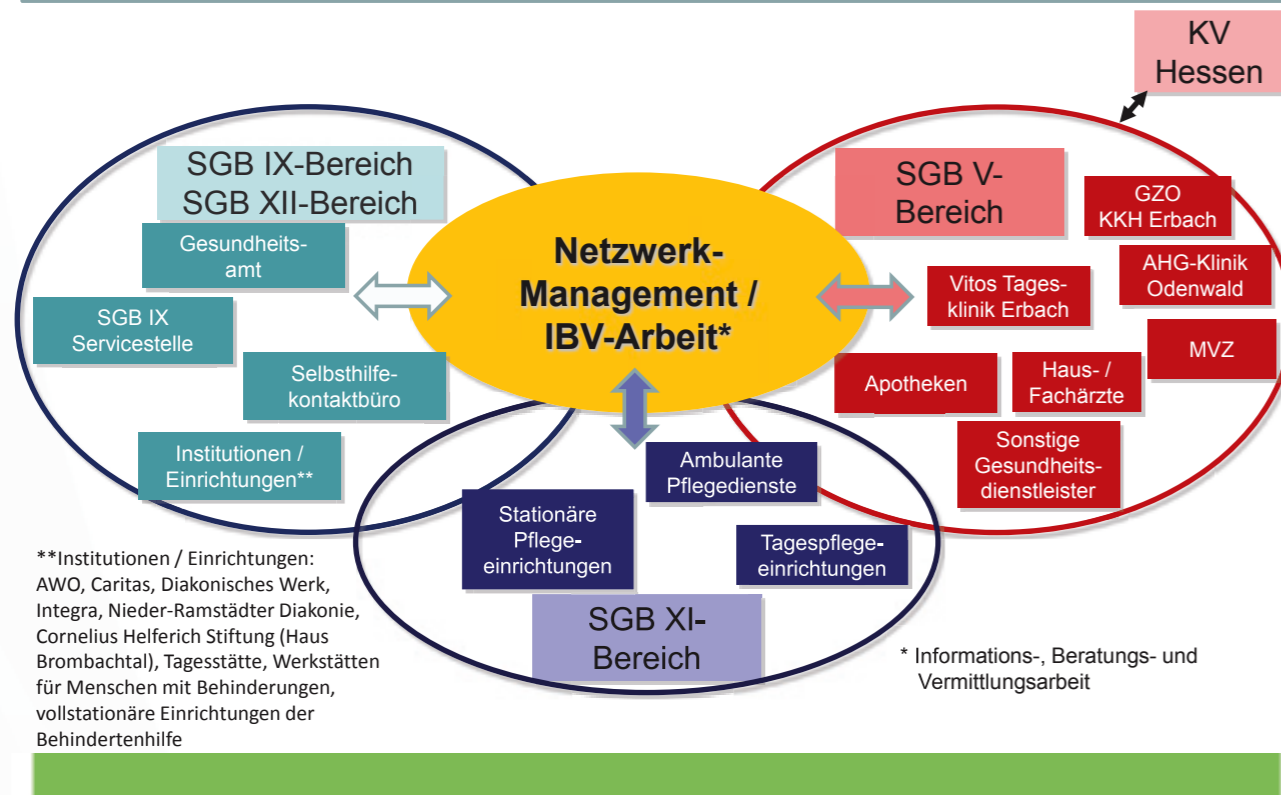 KV
Hessen
SGB IX-Bereich
SGB XII-Bereich
Gesundheits-
amt
SGB IX
Servicestelle
Selbsthilfe-
kontaktbüro
Institutionen /
Einrichtungen**
Netzwerk-
Management /
IBV-Arbeit*
SGB V-
Bereich
GZO
KKH Erbach
AHG-Klinik
Odenwald
Vitos Tages-
klinik Erbach
MVZ
Apotheken
Haus- /
Fachärzte
Sonstige
Gesundheits-
dienstleister
Ambulante
Pflegedienste
Stationäre
Pflege-
einrichtungen
Tagespflege-
einrichtungen
SGB XI-
Bereich
**Institutionen / Einrichtungen:
AWO, Caritas, Diakonisches Werk,
Integra, Nieder-Ramstädter Diakonie,
Cornelius Helferich Stiftung (Haus
Brombachtal), Tagesstätte, Werkstätten
für Menschen mit Behinderungen,
vollstationäre Einrichtungen der
Behindertenhilfe
* Informations-, Beratungs- und
Vermittlungsarbeit